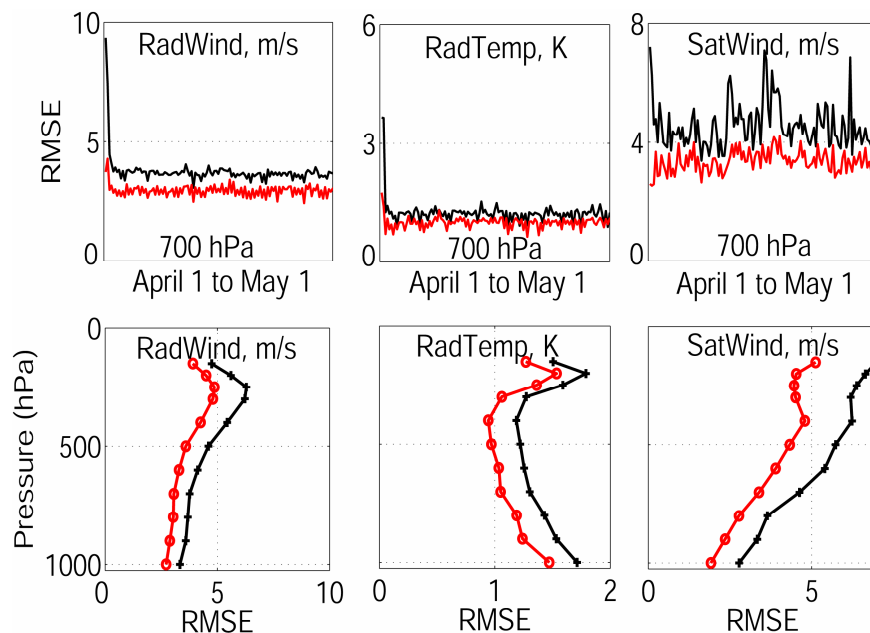 10
RadWind, m/s
5
RMSE
0
700 hPa
April 1 to May 1
6
RadTemp, K
3
0
700 hPa
April 1 to May 1
8
SatWind, m/s
4
0
700 hPa
April 1 to May 1
0
RadWind, m/s
Pressure (hPa)
500
1000
0 5 10
RMSE
RadTemp, K
0 1 2
RMSE
SatWind, m/s
0 5
RMSE